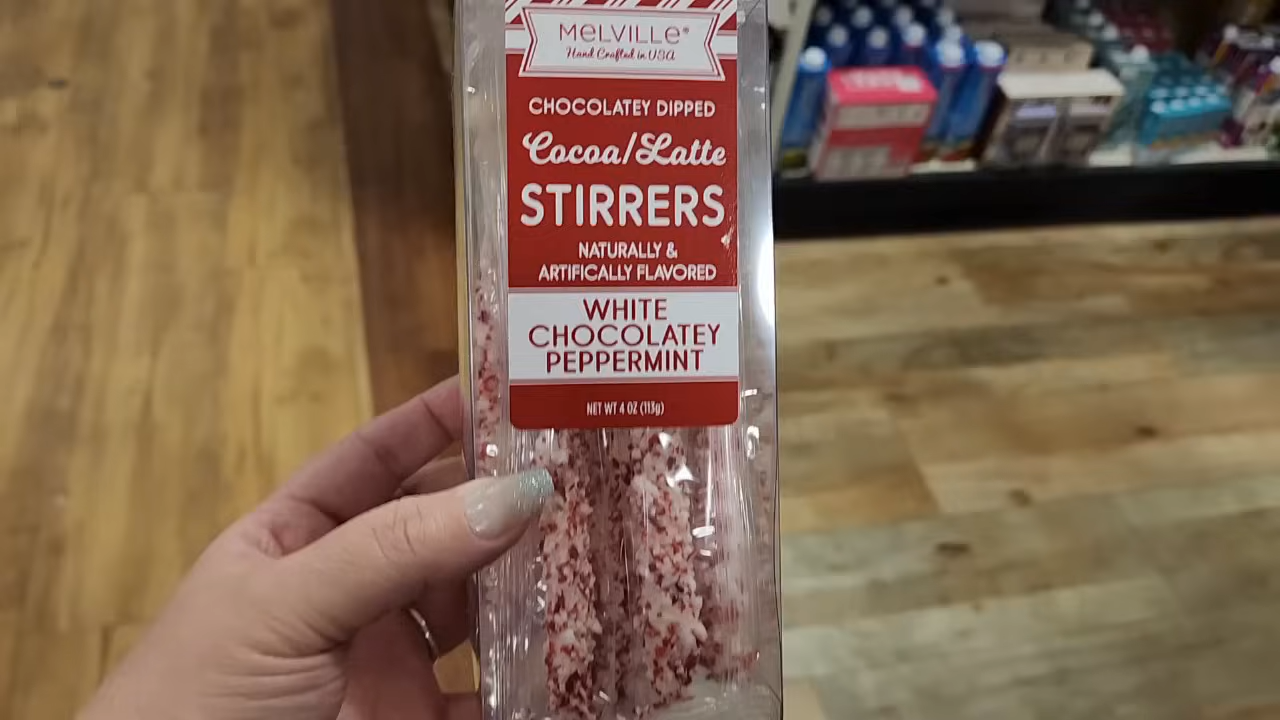 MELVILLE®
Hand Crafted in USA
CHOCOLATEY DIPPED
Cocoa/Latte
STIRRERS
NATURALLY &
ARTIFICIALLY FLAVORED
WHITE
CHOCOLATEY
PEPPERMINT
NET WT 4 OZ (113g)